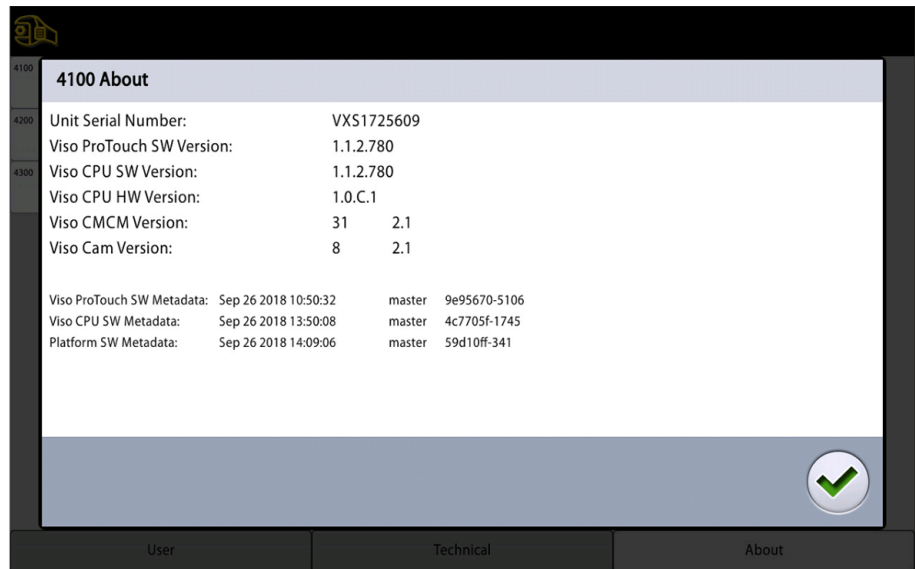 4100
4100 About
4200
Unit Serial Number: VXS1725609
Viso ProTouch SW Version: 1.1.2.780
4300
Viso CPU SW Version: 1.1.2.780
Viso CPU HW Version: 1.0.C.1
Viso CMCM Version: 31 2.1
Viso Cam Version: 8 2.1
Viso ProTouch SW Metadata: Sep 26 2018 10:50:32 master 9e95670-5106
Viso CPU SW Metadata: Sep 26 2018 13:50:08 master 4c7705f-1745
Platform SW Metadata: Sep 26 2018 14:09:06 master 59d10ff-341
User Technical About